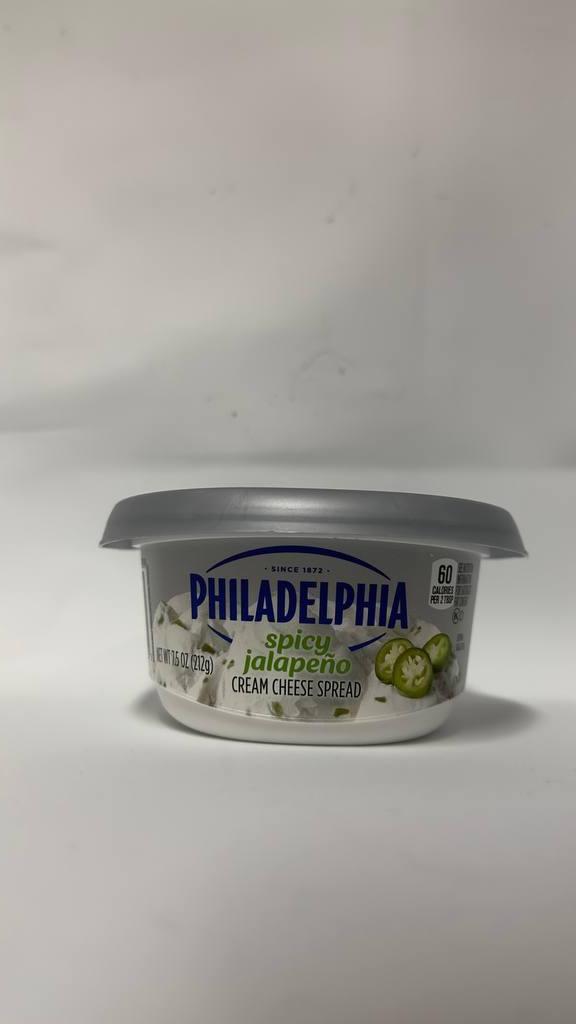 · SINCE 1872 ·
PHILADELPHIA
spicy
jalapeño
CREAM CHEESE SPREAD
NET WT 7.5 OZ (212g)
60
CALORIES
PER 2 TBSP